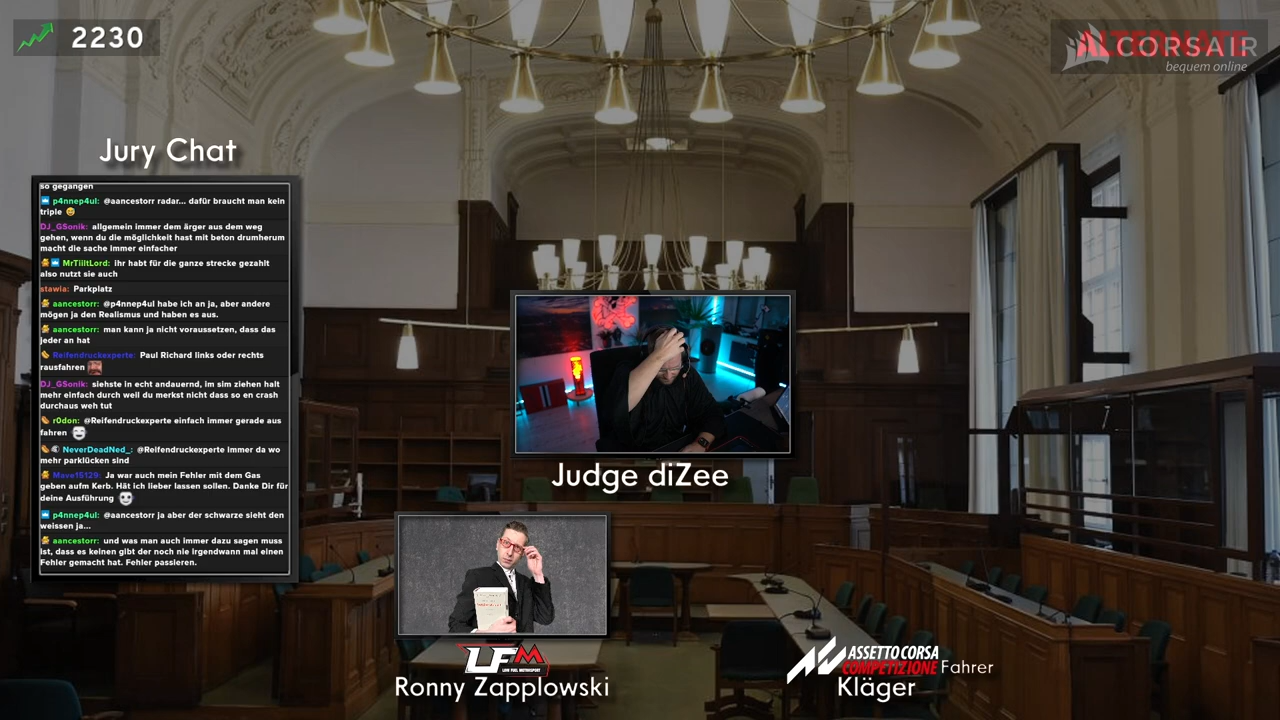 2230
ALTERNATE
CORSAIR
bequem online
Jury Chat
so gegangen
p4nnep4ul: @aancestorr radar... dafür braucht man kein
triple
DJ_GSonik: allgemein immer dem ärger aus dem weg
gehen, wenn du die möglichkeit hast mit beton drumherum
macht die sache immer einfacher
MrTiiltLord: ihr habt für die ganze strecke gezahlt
also nutzt sie auch
stawia: Parkplatz
aancestorr: @p4nnep4ul habe ich an ja, aber andere
mögen ja den Realismus und haben es aus.
aancestorr: man kann ja nicht voraussetzen, dass das
jeder an hat
Reifendruckexperte: Paul Richard links oder rechts
rausfahren
DJ_GSonik: siehste in echt andauernd, im sim ziehen halt
mehr einfach durch weil du merkst nicht dass so en crash
durchaus weh tut
r0don: @Reifendruckexperte einfach immer gerade aus
fahren
NeverDeadNed_: @Reifendruckexperte immer da wo
mehr parklücken sind
Mave15129: Ja war auch mein Fehler mit dem Gas
geben aufm Kerb. Hät ich lieber lassen sollen. Danke Dir für
deine Ausführung
p4nnep4ul: @aancestorr ja aber der schwarze sieht den
weissen ja...
aancestorr: und was man auch immer dazu sagen muss
ist, dass es keinen gibt der noch nie irgendwann mal einen
Fehler gemacht hat. Fehler passieren.
Judge diZee
LFM
LOW FUEL MOTORSPORT
Ronny Zapplowski
ASSETTO CORSA
COMPETIZIONE Fahrer
Kläger